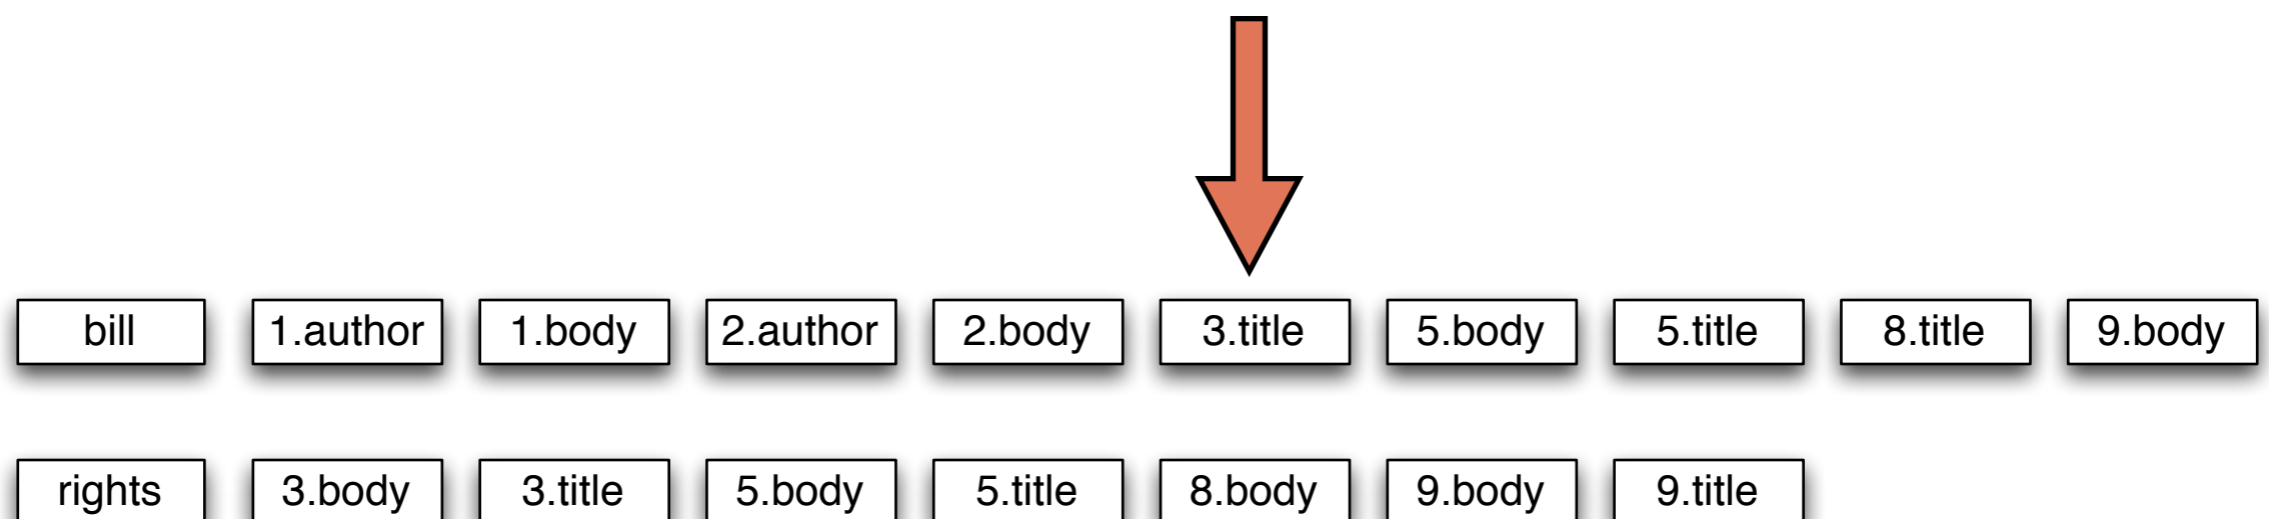 bill 1.author 1.body 2.author 2.body 3.title 5.body 5.title 8.title 9.body
rights 3.body 3.title 5.body 5.title 8.body 9.body 9.title